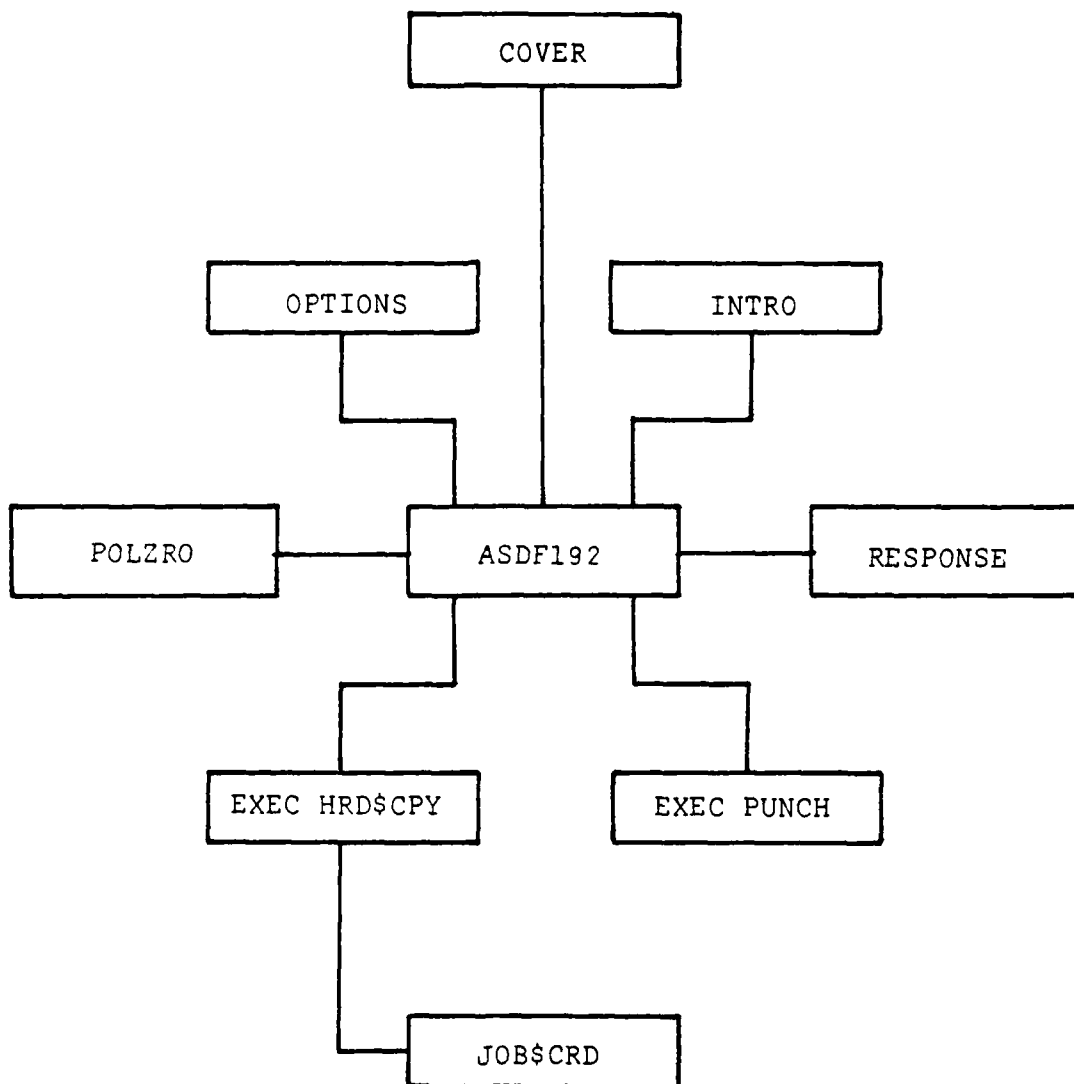 COVER
OPTIONS
INTRO
POLZRO
ASDF192
RESPONSE
EXEC HRD$CPY
EXEC PUNCH
JOB$CRD